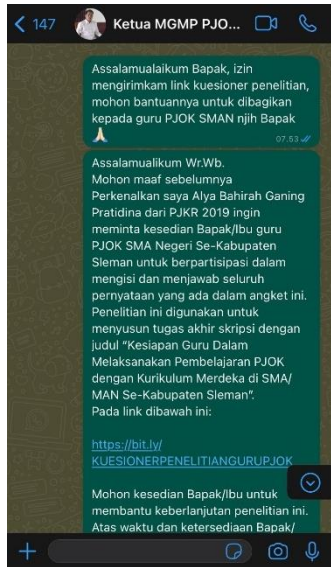 147
Ketua MGMP PJO...
Assalamualaikum Bapak, izin
mengirimkam link kuesioner penelitian,
mohon bantuannya untuk dibagikan
kepada guru PJOK SMAN njih Bapak
07.53
Assalamualikum Wr.Wb.
Mohon maaf sebelumnya
Perkenalkan saya Alya Bahirah Ganing
Pratidina dari PJKR 2019 ingin
meminta kesedian Bapak/Ibu guru
PJOK SMA Negeri Se-Kabupaten
Sleman untuk berpartisipasi dalam
mengisi dan menjawab seluruh
pernyataan yang ada dalam angket ini.
Penelitian ini digunakan untuk
menyusun tugas akhir skripsi dengan
judul “Kesiapan Guru Dalam
Melaksanakan Pembelajaran PJOK
dengan Kurikulum Merdeka di SMA/
MAN Se-Kabupaten Sleman”.
Pada link dibawah ini:
https://bit.ly/
KUESIONERPENELITIANGURUPJOK
Mohon kesedian Bapak/Ibu untuk
membantu keberlanjutan penelitian ini.
Atas waktu dan ketersediaan Bapak/